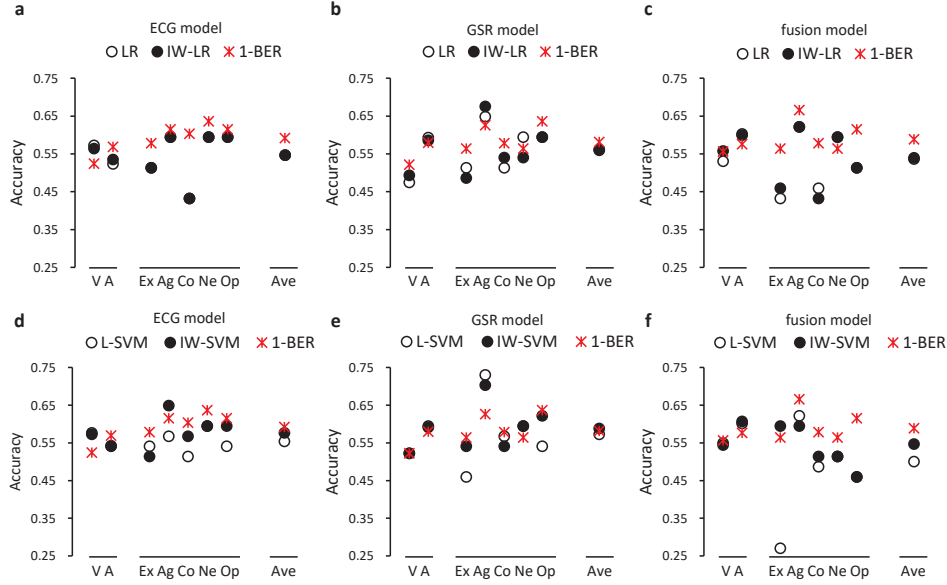 a
ECG model
LR IW-LR 1-BER
Accuracy
0.75
0.65
0.55
0.45
0.35
0.25
V A Ex Ag Co Ne Op Ave
b
GSR model
LR IW-LR 1-BER
Accuracy
0.75
0.65
0.55
0.45
0.35
0.25
V A Ex Ag Co Ne Op Ave
c
fusion model
LR IW-LR 1-BER
Accuracy
0.75
0.65
0.55
0.45
0.35
0.25
V A Ex Ag Co Ne Op Ave
d
ECG model
L-SVM IW-SVM 1-BER
Accuracy
0.75
0.65
0.55
0.45
0.35
0.25
V A Ex Ag Co Ne Op Ave
e
GSR model
L-SVM IW-SVM 1-BER
Accuracy
0.75
0.65
0.55
0.45
0.35
0.25
V A Ex Ag Co Ne Op Ave
f
fusion model
L-SVM IW-SVM 1-BER
Accuracy
0.75
0.65
0.55
0.45
0.35
0.25
V A Ex Ag Co Ne Op Ave